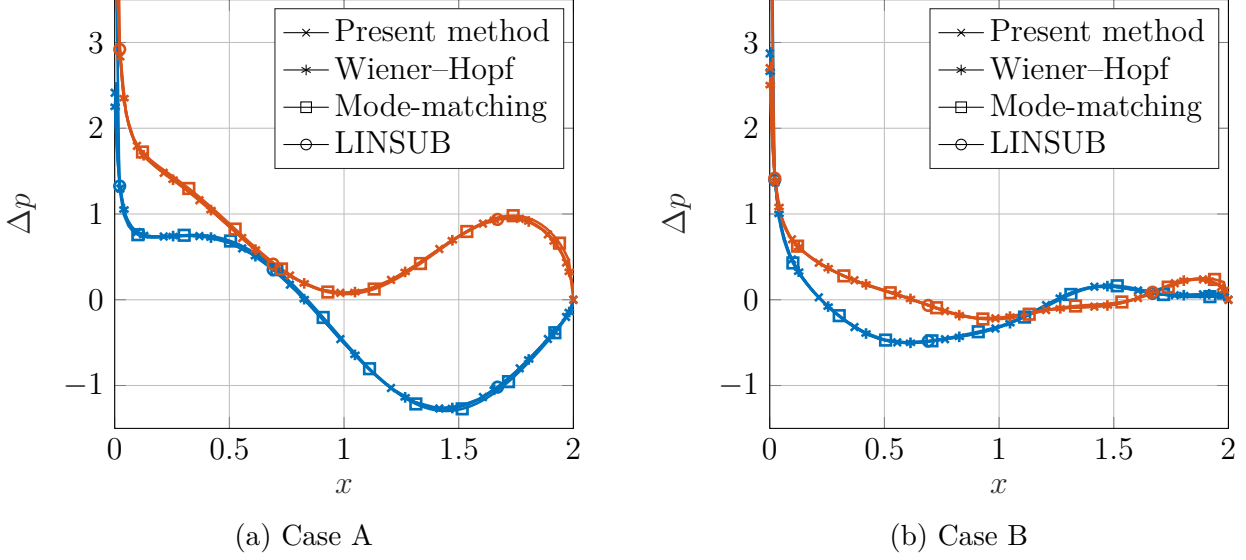 3
2
1
0
−1
Δp
Present method
Wiener–Hopf
Mode-matching
LINSUB
0
0.5
1
1.5
2
x
(a) Case A
3
2
1
0
−1
Δp
Present method
Wiener–Hopf
Mode-matching
LINSUB
0
0.5
1
1.5
2
x
(b) Case B